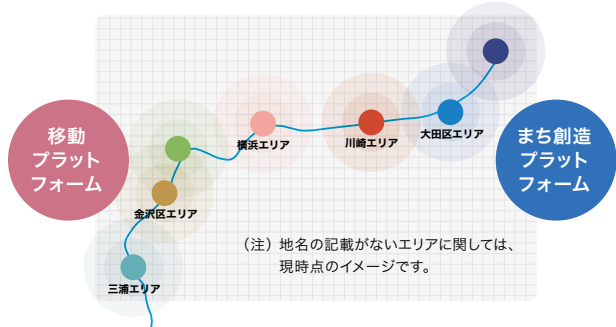 移動
プラット
フォーム
横浜エリア
川崎エリア
大田区エリア
まち創造
プラット
フォーム
金沢区エリア
三浦エリア
（注）地名の記載がないエリアに関しては、
現時点のイメージです。